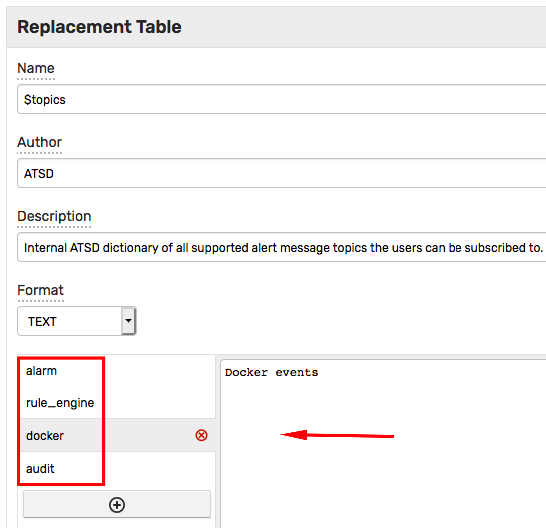 Replacement Table
Name
$topics
Author
ATSD
Description
Internal ATSD dictionary of all supported alert message topics the users can be subscribed to.
Format
TEXT
alarm
Docker events
rule_engine
docker
audit